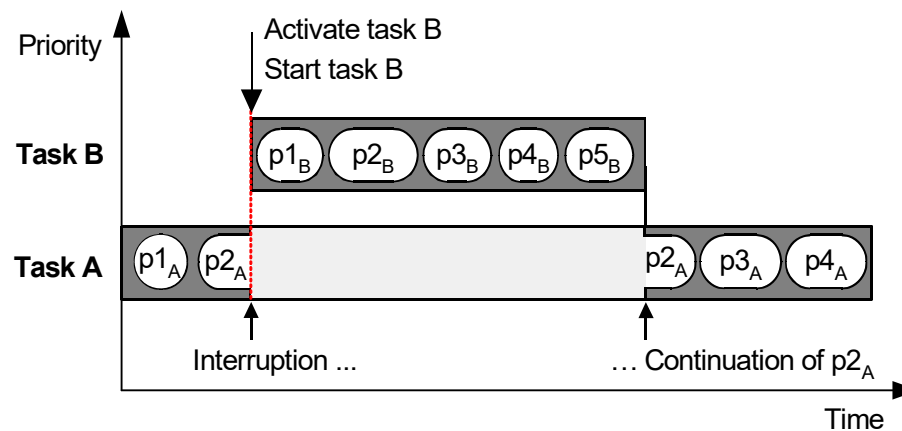 Priority
Activate task B
Start task B
Task B
p1B p2B p3B p4B p5B
Task A
p1A p2A p2A p3A p4A
Interruption ...
... Continuation of p2A
Time